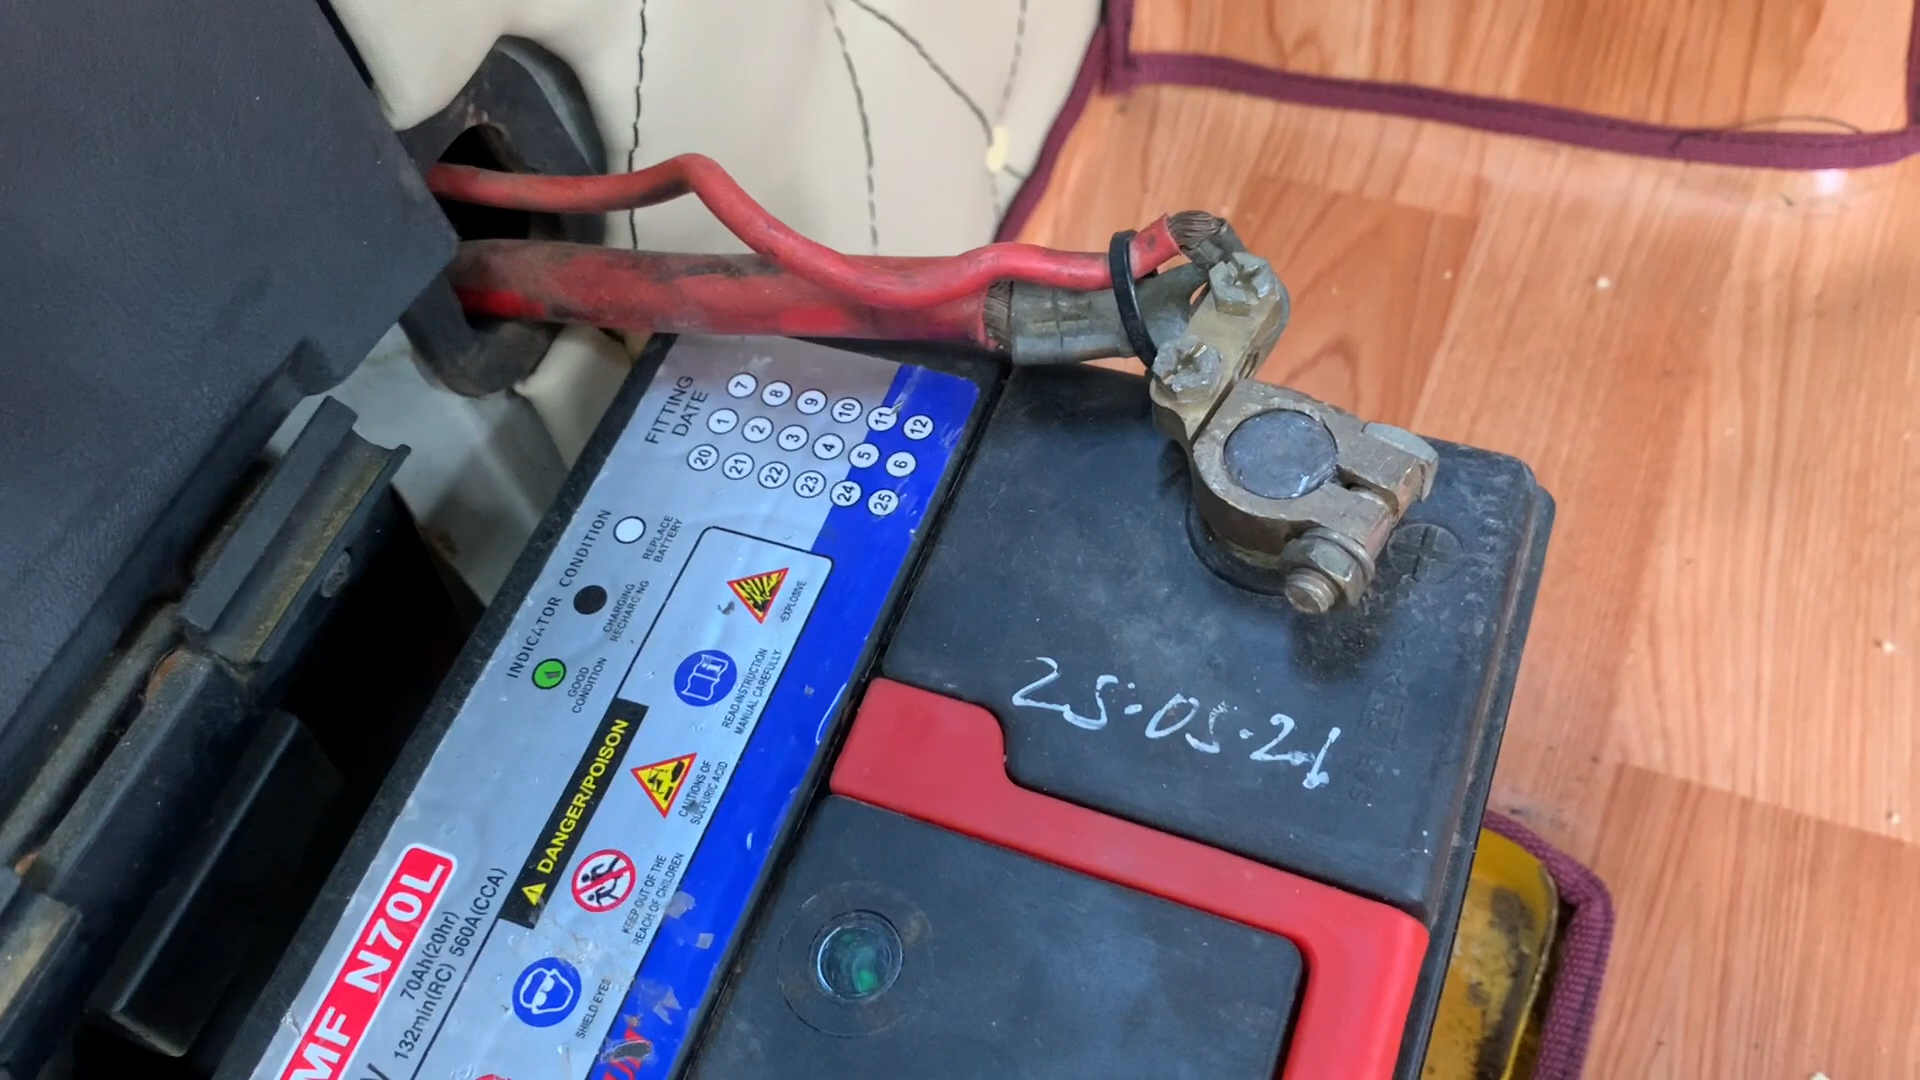 FITTING
DATE
7 8 9 10 11 12
1 2 3 4 5 6
20 21 22 23 24 25
INDICATOR CONDITION
GOOD
CONDITION
CHARGING
RECHARGING
REPLACE
BATTERY
DANGER/POISON
EXPLOSIVE
READ INSTRUCTION
MANUAL CAREFULLY
CAUTIONS OF
SULFURIC ACID
KEEP OUT OF THE
REACH OF CHILDREN
SHIELD EYES
MF N70L
70Ah(20hr)
132min(RC) 560A(CCA)
25.05.21